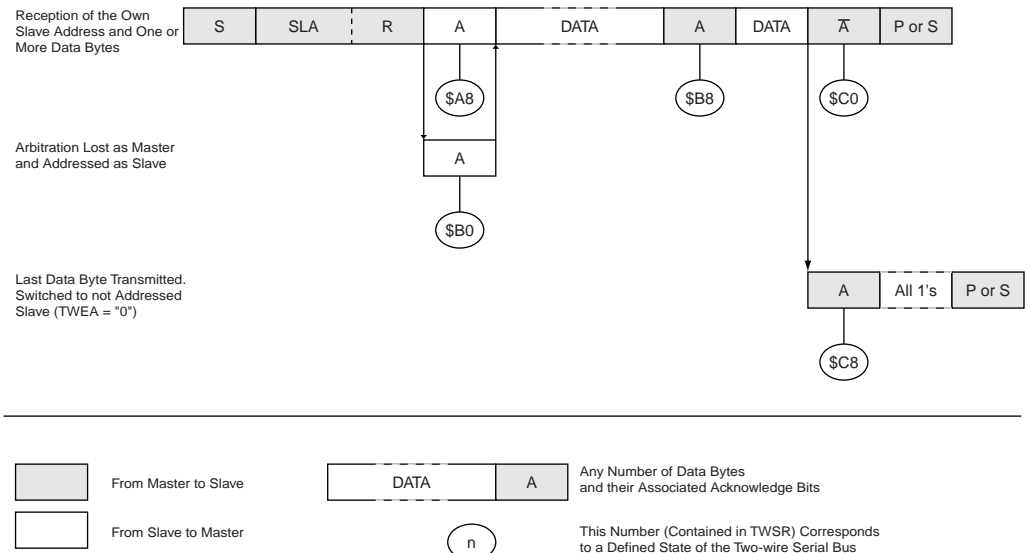 Reception of the Own
Slave Address and One or
More Data Bytes
S SLA R A DATA A DATA A̅ P or S
$A8 $B8 $C0
Arbitration Lost as Master
and Addressed as Slave
A
$B0
Last Data Byte Transmitted.
Switched to not Addressed
Slave (TWEA = "0")
A All 1's P or S
$C8
From Master to Slave
DATA A
Any Number of Data Bytes
and their Associated Acknowledge Bits
From Slave to Master
n
This Number (Contained in TWSR) Corresponds
to a Defined State of the Two-wire Serial Bus